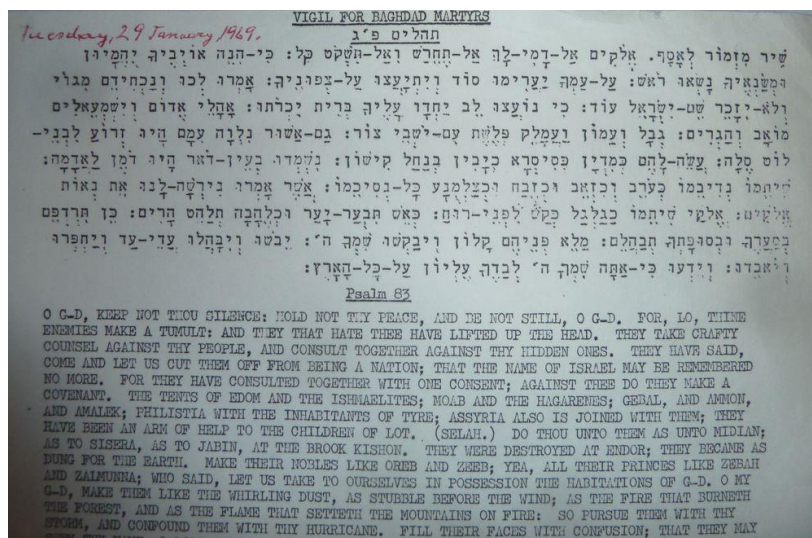 VIGIL FOR BAGHDAD MARTYRS
Tuesday, 29 January 1969.
תהלים פ״ג
שִׁיר מִזְמוֹר לְאָסָף. אֱלֹקִים אַל-דֳּמִי-לָךְ אַל-תֶּחֱרַשׁ וְאַל-תִּשְׁקֹט קֵל: כִּי-הִנֵּה אוֹיְבֶיךָ יֶהֱמָיוּן
וּמְשַׂנְאֶיךָ נָשְׂאוּ רֹאשׁ: עַל-עַמְּךָ יַעֲרִימוּ סוֹד וְיִתְיָעֲצוּ עַל-צְפוּנֶיךָ: אָמְרוּ לְכוּ וְנַכְחִידֵם מִגּוֹי
וְלֹא-יִזָּכֵר שֵׁם-יִשְׂרָאֵל עוֹד: כִּי נוֹעֲצוּ לֵב יַחְדָּו עָלֶיךָ בְּרִית יִכְרֹתוּ: אָהֳלֵי אֱדוֹם וְיִשְׁמְעֵאלִים
מוֹאָב וְהַגְרִים: גְּבָל וְעַמּוֹן וַעֲמָלֵק פְּלֶשֶׁת עִם-יֹשְׁבֵי צוֹר: גַּם-אַשּׁוּר נִלְוָה עִמָּם הָיוּ זְרוֹעַ לִבְנֵי-
לוֹט סֶלָה: עֲשֵׂה-לָהֶם כְּמִדְיָן כְּסִיסְרָא כְיָבִין בְּנַחַל קִישׁוֹן: נִשְׁמְדוּ בְעֵין-דֹּאר הָיוּ דֹּמֶן לָאֲדָמָה:
שִׁיתֵמוֹ נְדִיבֵמוֹ כְּעֹרֵב וְכִזְאֵב וּכְזֶבַח וּכְצַלְמֻנָּע כָּל-נְסִיכֵמוֹ: אֲשֶׁר אָמְרוּ נִירְשָׁה-לָּנוּ אֵת נְאוֹת
אֱלֹקִים: אֱלֹקַי שִׁיתֵמוֹ כַגַּלְגַּל כְּקַשׁ לִפְנֵי-רוּחַ: כְּאֵשׁ תִּבְעַר-יָעַר וּכְלֶהָבָה תְּלַהֵט הָרִים: כֵּן תִּרְדְּפֵם
בְּסַעֲרֶךָ וּבְסוּפָתְךָ תְבַהֲלֵם: מַלֵּא פְנֵיהֶם קָלוֹן וִיבַקְשׁוּ שִׁמְךָ ה׳: יֵבֹשׁוּ וְיִבָּהֲלוּ עֲדֵי-עַד וְיַחְפְּרוּ
וְיֹאבֵדוּ: וְיֵדְעוּ כִּי-אַתָּה שִׁמְךָ ה׳ לְבַדֶּךָ עֶלְיוֹן עַל-כָּל-הָאָרֶץ:
Psalm 83
O G-D, KEEP NOT THOU SILENCE: HOLD NOT THY PEACE, AND BE NOT STILL, O G-D. FOR, LO, THINE
ENEMIES MAKE A TUMULT: AND THEY THAT HATE THEE HAVE LIFTED UP THE HEAD. THEY TAKE CRAFTY
COUNSEL AGAINST THY PEOPLE, AND CONSULT TOGETHER AGAINST THY HIDDEN ONES. THEY HAVE SAID,
COME AND LET US CUT THEM OFF FROM BEING A NATION; THAT THE NAME OF ISRAEL MAY BE REMEMBERED
NO MORE. FOR THEY HAVE CONSULTED TOGETHER WITH ONE CONSENT; AGAINST THEE DO THEY MAKE A
COVENANT. THE TENTS OF EDOM AND THE ISHMAELITES; MOAB AND THE HAGARENES; GEBAL, AND AMMON,
AND AMALEK; PHILISTIA WITH THE INHABITANTS OF TYRE; ASSYRIA ALSO IS JOINED WITH THEM; THEY
HAVE BEEN AN ARM OF HELP TO THE CHILDREN OF LOT. (SELAH.) DO THOU UNTO THEM AS UNTO MIDIAN;
AS TO SISERA, AS TO JABIN, AT THE BROOK KISHON. THEY WERE DESTROYED AT ENDOR; THEY BECAME AS
DUNG FOR THE EARTH. MAKE THEIR NOBLES LIKE OREB AND ZEEB; YEA, ALL THEIR PRINCES LIKE ZEBAH
AND ZALMUNNA; WHO SAID, LET US TAKE TO OURSELVES IN POSSESSION THE HABITATIONS OF G-D. O MY
G-D, MAKE THEM LIKE THE WHIRLING DUST, AS STUBBLE BEFORE THE WIND; AS THE FIRE THAT BURNETH
THE FOREST, AND AS THE FLAME THAT SETTETH THE MOUNTAINS ON FIRE: SO PURSUE THEM WITH THY
STORM, AND CONFOUND THEM WITH THY HURRICANE. FILL THEIR FACES WITH CONFUSION; THAT THEY MAY